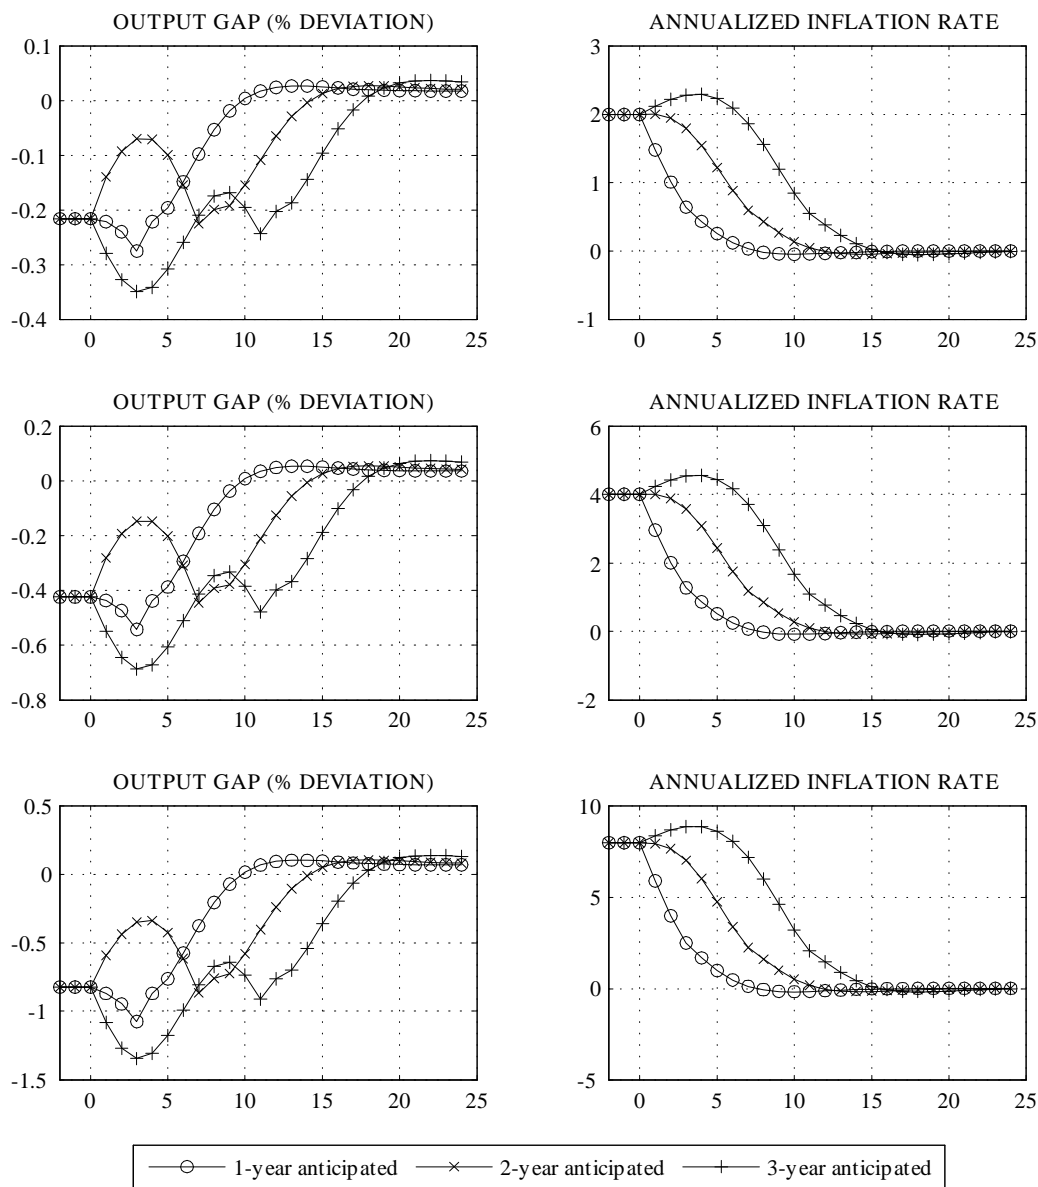 OUTPUT GAP (% DEVIATION)
0.1
0
-0.1
-0.2
-0.3
-0.4
0 5 10 15 20 25
ANNUALIZED INFLATION RATE
3
2
1
0
-1
0 5 10 15 20 25
OUTPUT GAP (% DEVIATION)
0.2
0
-0.2
-0.4
-0.6
-0.8
0 5 10 15 20 25
ANNUALIZED INFLATION RATE
6
4
2
0
-2
0 5 10 15 20 25
OUTPUT GAP (% DEVIATION)
0.5
0
-0.5
-1
-1.5
0 5 10 15 20 25
ANNUALIZED INFLATION RATE
10
5
0
-5
0 5 10 15 20 25
1-year anticipated 2-year anticipated 3-year anticipated